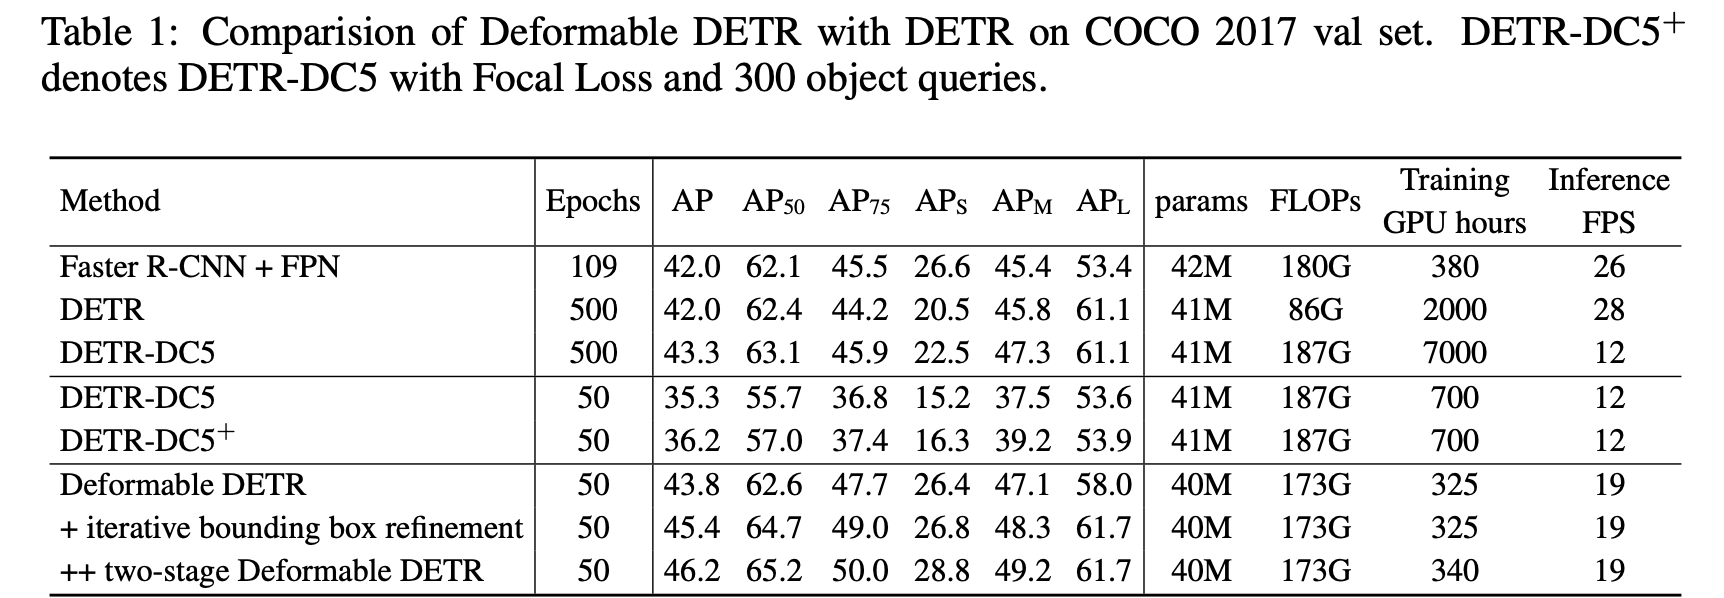 Table 1: Comparision of Deformable DETR with DETR on COCO 2017 val set. DETR-DC5⁺
denotes DETR-DC5 with Focal Loss and 300 object queries.
Method Epochs AP AP₅₀ AP₇₅ APS APM APL params FLOPs Training GPU hours Inference FPS
Faster R-CNN + FPN 109 42.0 62.1 45.5 26.6 45.4 53.4 42M 180G 380 26
DETR 500 42.0 62.4 44.2 20.5 45.8 61.1 41M 86G 2000 28
DETR-DC5 500 43.3 63.1 45.9 22.5 47.3 61.1 41M 187G 7000 12
DETR-DC5 50 35.3 55.7 36.8 15.2 37.5 53.6 41M 187G 700 12
DETR-DC5⁺ 50 36.2 57.0 37.4 16.3 39.2 53.9 41M 187G 700 12
Deformable DETR 50 43.8 62.6 47.7 26.4 47.1 58.0 40M 173G 325 19
+ iterative bounding box refinement 50 45.4 64.7 49.0 26.8 48.3 61.7 40M 173G 325 19
++ two-stage Deformable DETR 50 46.2 65.2 50.0 28.8 49.2 61.7 40M 173G 340 19